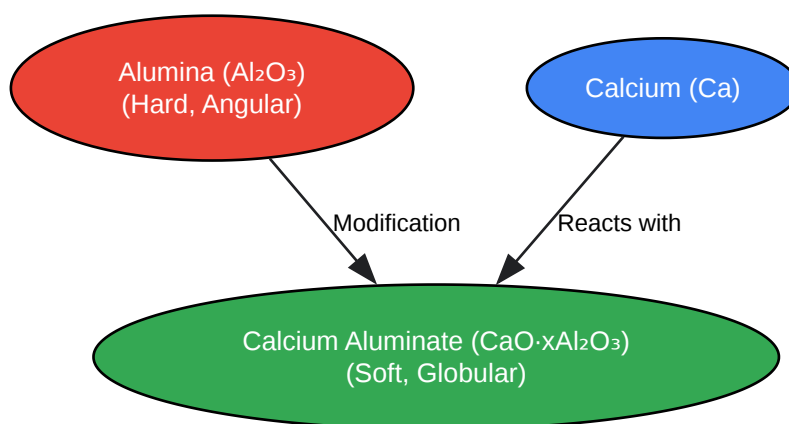 Alumina (Al₂O₃)
(Hard, Angular)
Calcium (Ca)
Modification
Reacts with
Calcium Aluminate (CaO·xAl₂O₃)
(Soft, Globular)